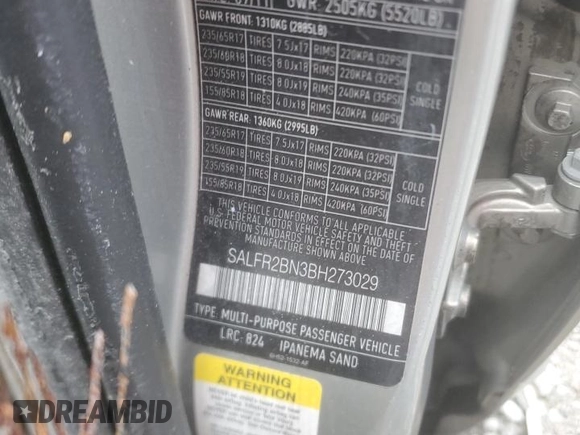 GVWR: 2505KG (5520LB)
GAWR FRONT: 1310KG (2885LB)
235/65R17 TIRES 7.5Jx17 RIMS 220KPA (32PSI)
235/60R18 TIRES 8.0Jx18 RIMS 220KPA (32PSI) COLD
235/55R19 TIRES 8.0Jx19 RIMS 240KPA (35PSI) SINGLE
155/85R18 TIRES 4.0Jx18 RIMS 420KPA (60PSI)
GAWR REAR: 1360KG (2995LB)
235/65R17 TIRES 7.5Jx17 RIMS 220KPA (32PSI)
235/60R18 TIRES 8.0Jx18 RIMS 220KPA (32PSI) COLD
235/55R19 TIRES 8.0Jx19 RIMS 240KPA (35PSI) SINGLE
155/85R18 TIRES 4.0Jx18 RIMS 420KPA (60PSI)
THIS VEHICLE CONFORMS TO ALL APPLICABLE
U.S. FEDERAL MOTOR VEHICLE SAFETY AND THEFT
PREVENTION STANDARDS IN EFFECT ON THE DATE
OF MANUFACTURE SHOWN ABOVE
SALFR2BN3BH273029
TYPE: MULTI-PURPOSE PASSENGER VEHICLE
LRC: 824 IPANEMA SAND
WARNING
ATTENTION
DREAMBID